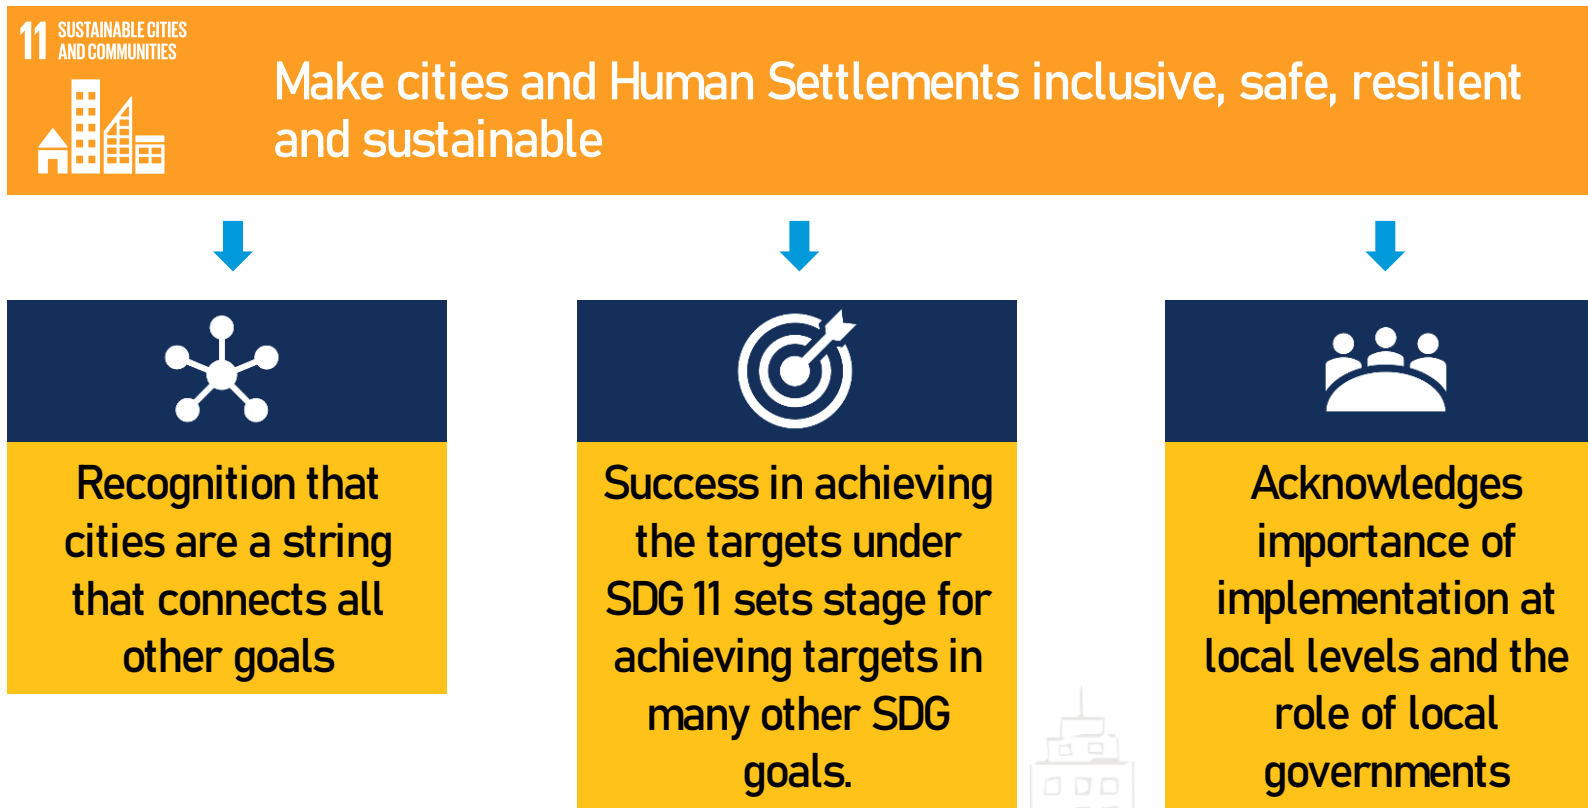 11 SUSTAINABLE CITIES
AND COMMUNITIES
Make cities and Human Settlements inclusive, safe, resilient
and sustainable
Recognition that
cities are a string
that connects all
other goals
Success in achieving
the targets under
SDG 11 sets stage for
achieving targets in
many other SDG
goals.
Acknowledges
importance of
implementation at
local levels and the
role of local
governments